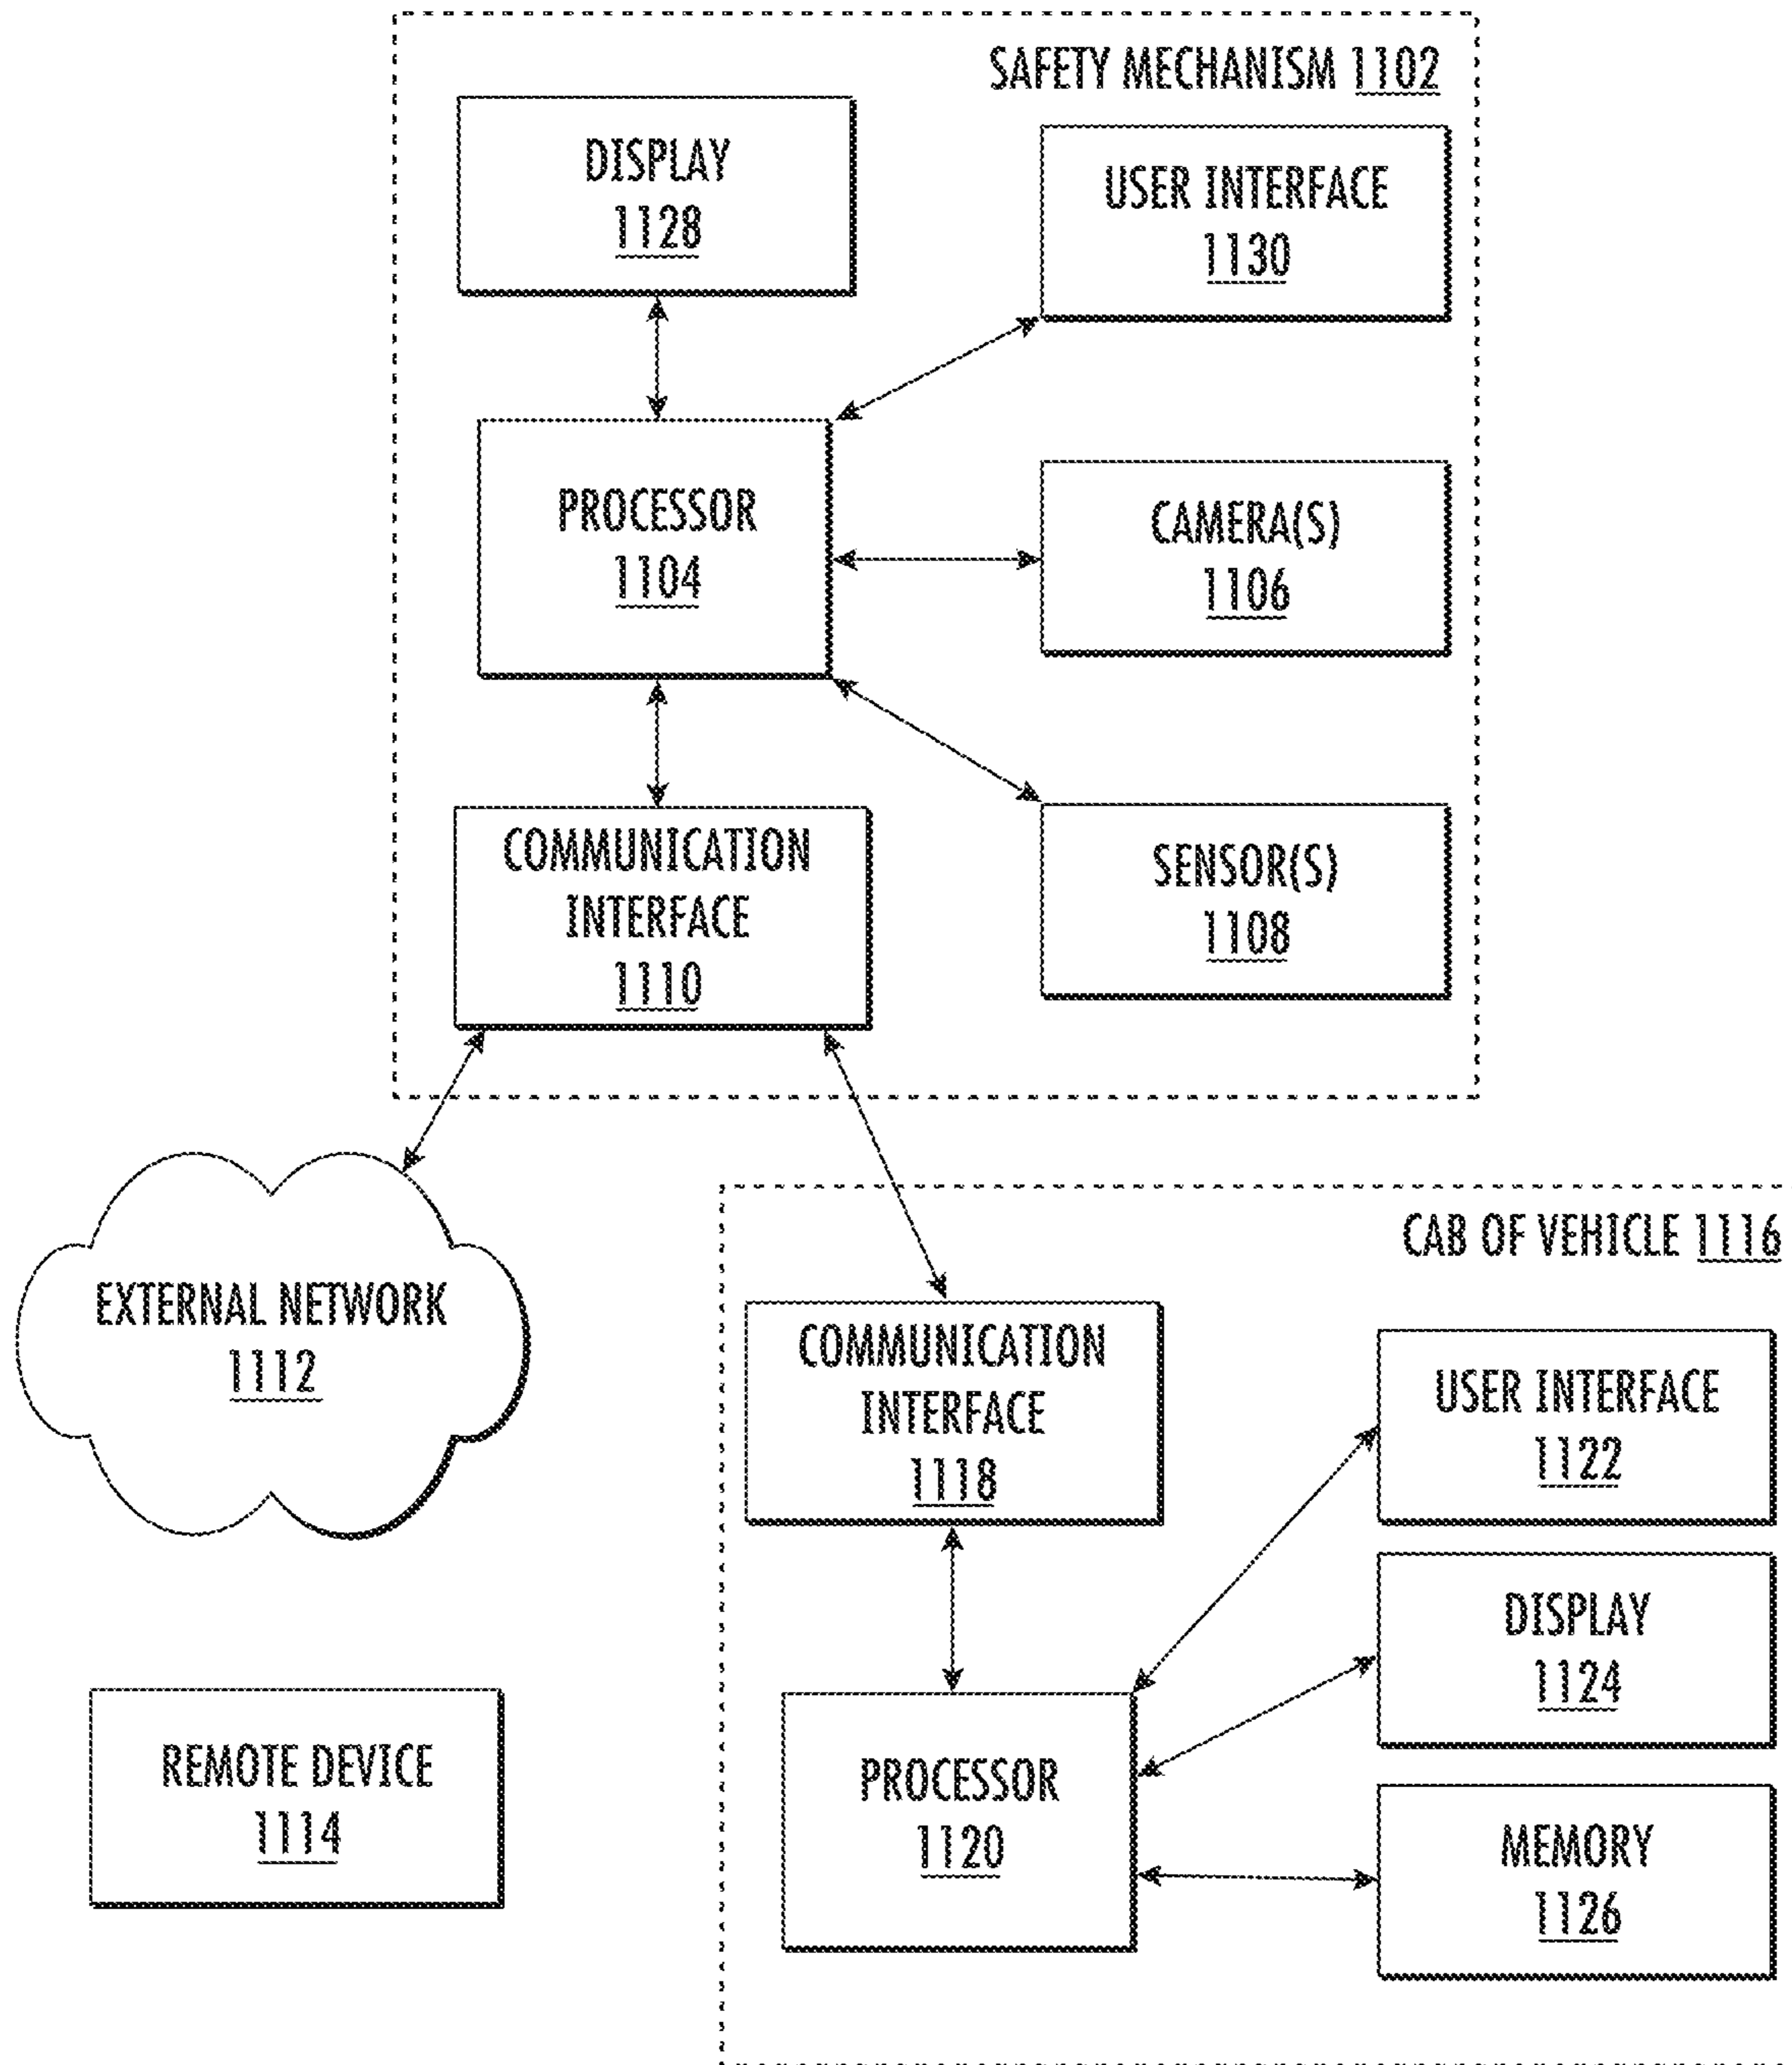 SAFETY MECHANISM 1102
DISPLAY
1128
USER INTERFACE
1130
PROCESSOR
1104
CAMERA(S)
1106
COMMUNICATION
INTERFACE
1110
SENSOR(S)
1108
EXTERNAL NETWORK
1112
CAB OF VEHICLE 1116
COMMUNICATION
INTERFACE
1118
USER INTERFACE
1122
DISPLAY
1124
REMOTE DEVICE
1114
PROCESSOR
1120
MEMORY
1126